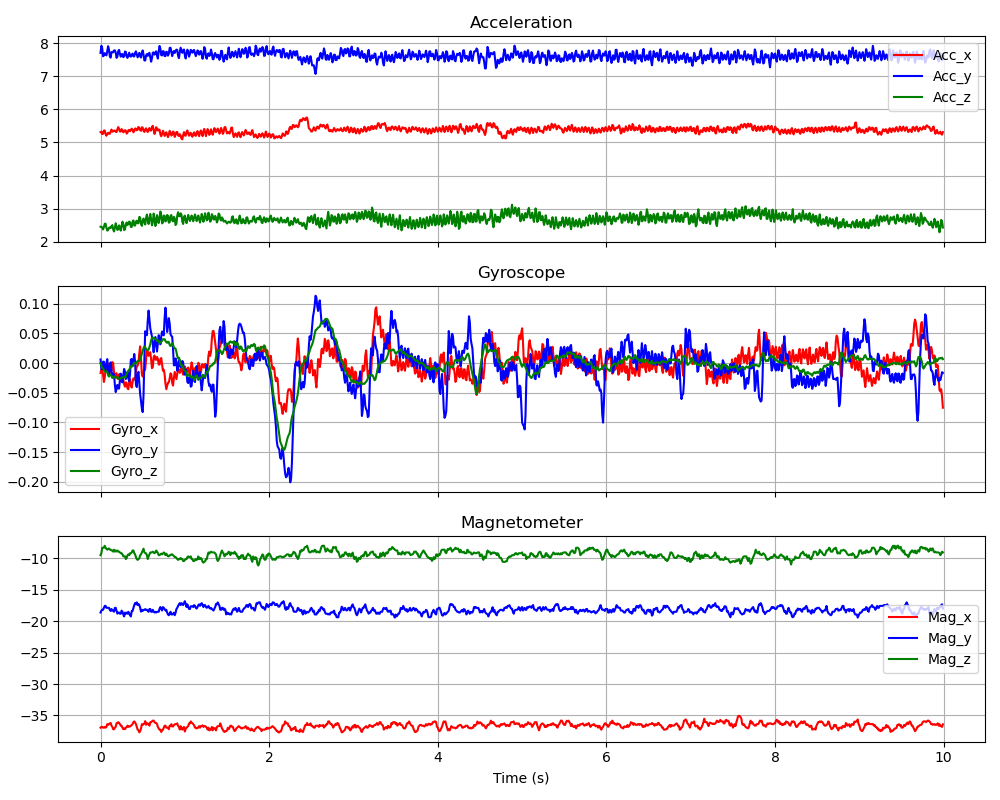 Acceleration
8
7
6
5
4
3
2
Acc_x
Acc_y
Acc_z
Gyroscope
0.10
0.05
0.00
−0.05
−0.10
−0.15
−0.20
Gyro_x
Gyro_y
Gyro_z
Magnetometer
−10
−15
−20
−25
−30
−35
Mag_x
Mag_y
Mag_z
0 2 4 6 8 10
Time (s)